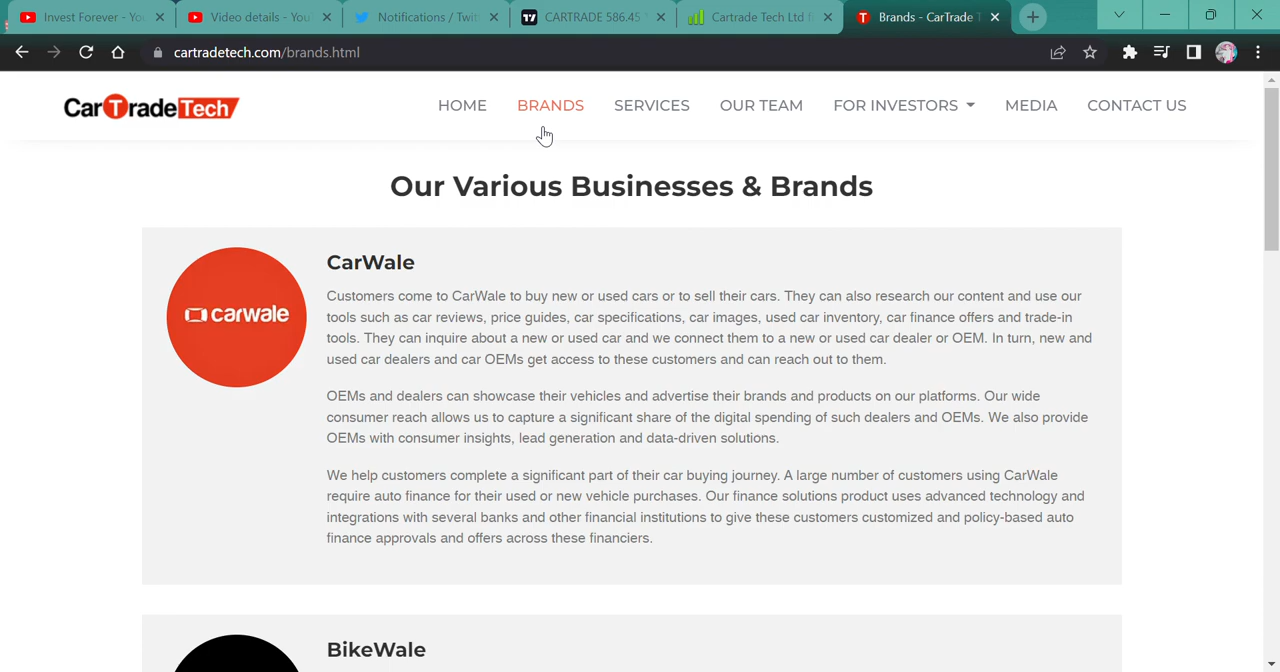 Invest Forever - You
Video details - You
Notifications / Twit
CARTRADE 586.45
Cartrade Tech Ltd f
Brands - CarTrade T
cartradetech.com/brands.html
CarTradeTech
HOME
BRANDS
SERVICES
OUR TEAM
FOR INVESTORS
MEDIA
CONTACT US
Our Various Businesses & Brands
carwale
CarWale
Customers come to CarWale to buy new or used cars or to sell their cars. They can also research our content and use our
tools such as car reviews, price guides, car specifications, car images, used car inventory, car finance offers and trade-in
tools. They can inquire about a new or used car and we connect them to a new or used car dealer or OEM. In turn, new and
used car dealers and car OEMs get access to these customers and can reach out to them.
OEMs and dealers can showcase their vehicles and advertise their brands and products on our platforms. Our wide
consumer reach allows us to capture a significant share of the digital spending of such dealers and OEMs. We also provide
OEMs with consumer insights, lead generation and data-driven solutions.
We help customers complete a significant part of their car buying journey. A large number of customers using CarWale
require auto finance for their used or new vehicle purchases. Our finance solutions product uses advanced technology and
integrations with several banks and other financial institutions to give these customers customized and policy-based auto
finance approvals and offers across these financiers.
BikeWale